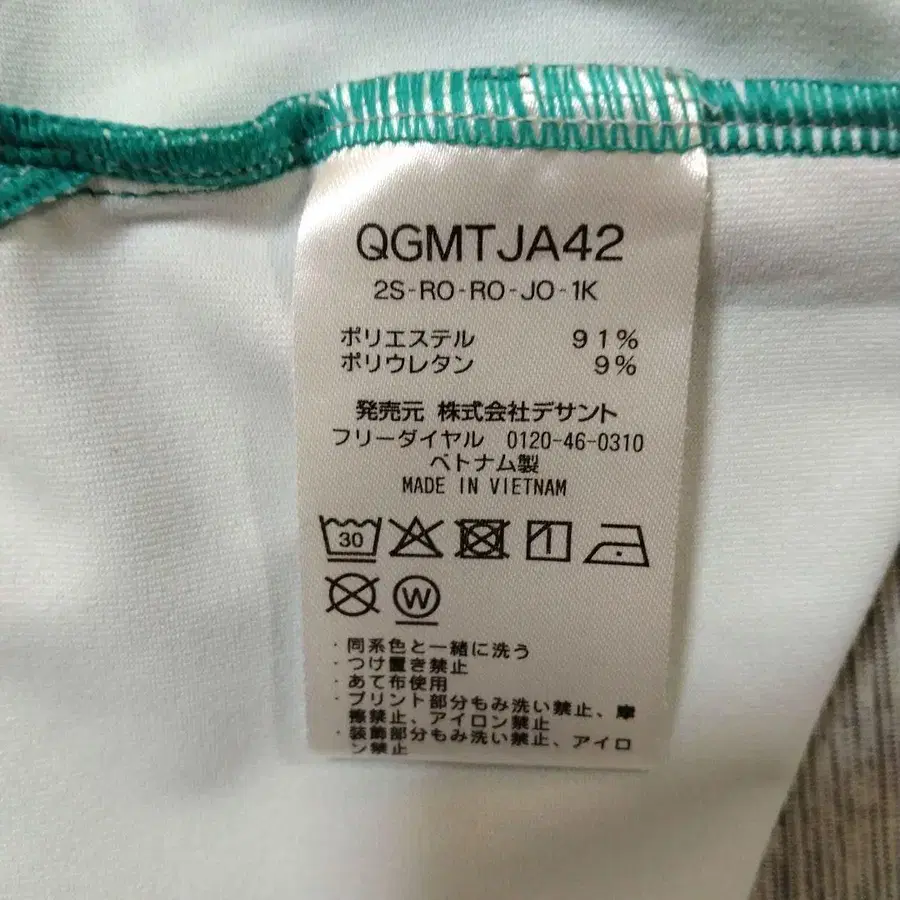 QGMTJA42
2S-RO-RO-JO-1K
ポリエステル 91%
ポリウレタン 9%
発売元 株式会社デサント
フリーダイヤル 0120-46-0310
ベトナム製
MADE IN VIETNAM
30
W
・同系色と一緒に洗う
・つけ置き禁止
・あて布使用
・プリント部分もみ洗い禁止、摩
擦禁止、アイロン禁止
・装飾部分もみ洗い禁止、アイロ
ン禁止